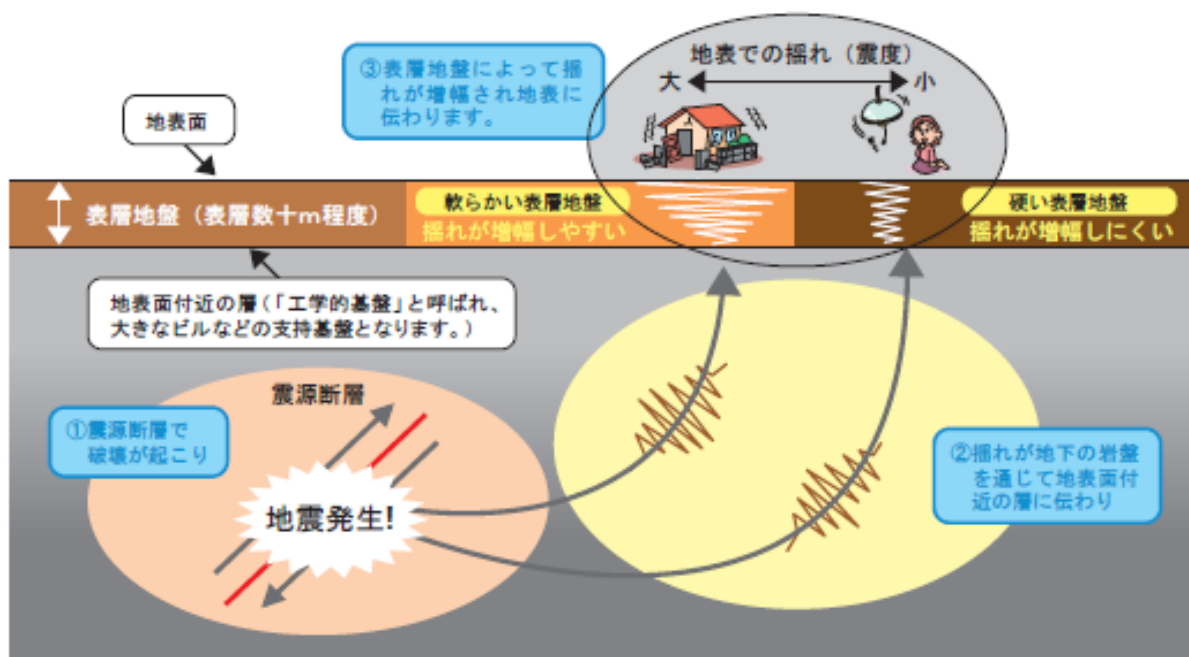 ③表層地盤によって揺
れが増幅され地表に
伝わります。
地表での揺れ（震度）
大
小
地表面
表層地盤（表層数十m程度）
軟らかい表層地盤
揺れが増幅しやすい
硬い表層地盤
揺れが増幅しにくい
地表面付近の層（「工学的基盤」と呼ばれ、
大きなビルなどの支持基盤となります。）
震源断層
①震源断層で
破壊が起こり
地震発生!
②揺れが地下の岩盤
を通じて地表面付
近の層に伝わり